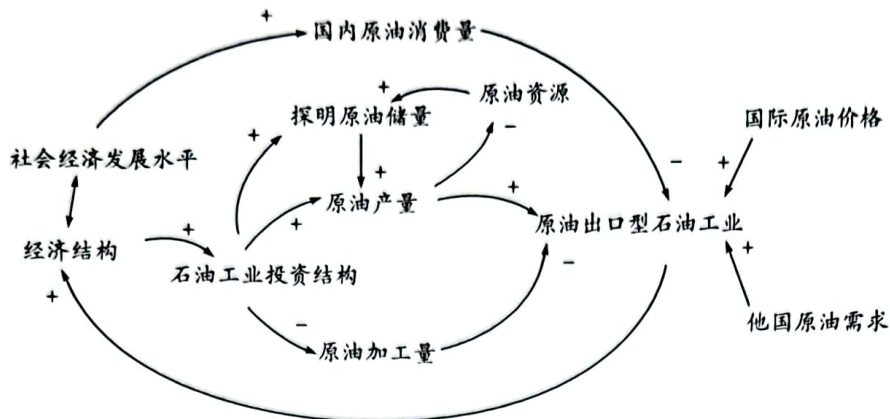 +
国内原油消费量
+
原油资源
探明原油储量
国际原油价格
+
−
社会经济发展水平
−
+
+
原油产量
+
+
原油出口型石油工业
经济结构
+
+
−
+
石油工业投资结构
+
−
他国原油需求
原油加工量